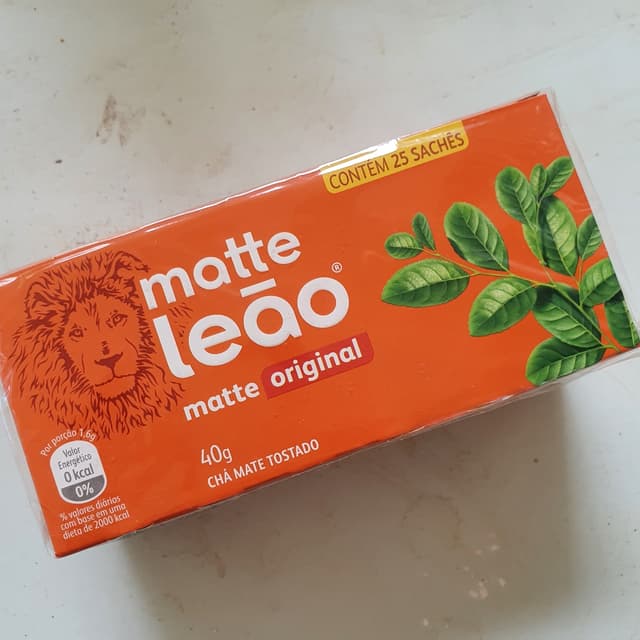 CONTÉM 25 SACHÊS
matte
leão®
matte original
40g
CHÁ MATE TOSTADO
Por porção 1,6g
Valor
Energético
0 kcal
0%
% valores diários
com base em uma
dieta de 2000 kcal